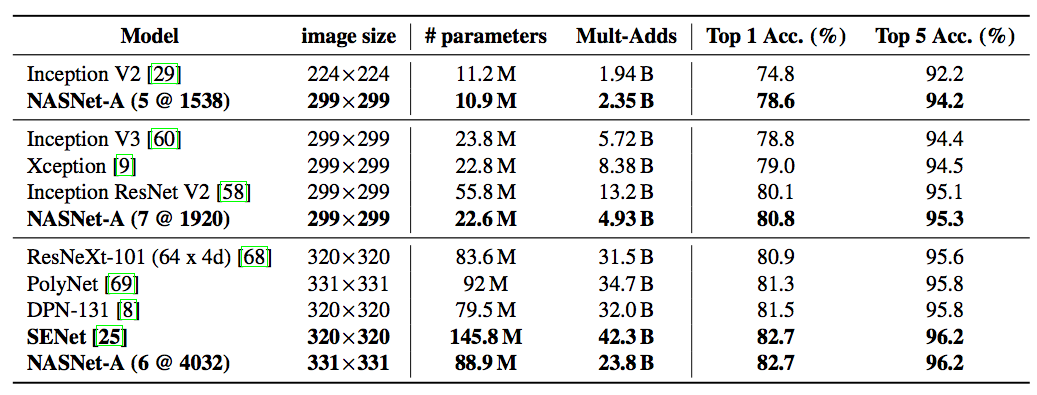 Model image size # parameters Mult-Adds Top 1 Acc. (%) Top 5 Acc. (%)
Inception V2 [29] 224×224 11.2 M 1.94 B 74.8 92.2
NASNet-A (5 @ 1538) 299×299 10.9 M 2.35 B 78.6 94.2
Inception V3 [60] 299×299 23.8 M 5.72 B 78.8 94.4
Xception [9] 299×299 22.8 M 8.38 B 79.0 94.5
Inception ResNet V2 [58] 299×299 55.8 M 13.2 B 80.1 95.1
NASNet-A (7 @ 1920) 299×299 22.6 M 4.93 B 80.8 95.3
ResNeXt-101 (64 x 4d) [68] 320×320 83.6 M 31.5 B 80.9 95.6
PolyNet [69] 331×331 92 M 34.7 B 81.3 95.8
DPN-131 [8] 320×320 79.5 M 32.0 B 81.5 95.8
SENet [25] 320×320 145.8 M 42.3 B 82.7 96.2
NASNet-A (6 @ 4032) 331×331 88.9 M 23.8 B 82.7 96.2